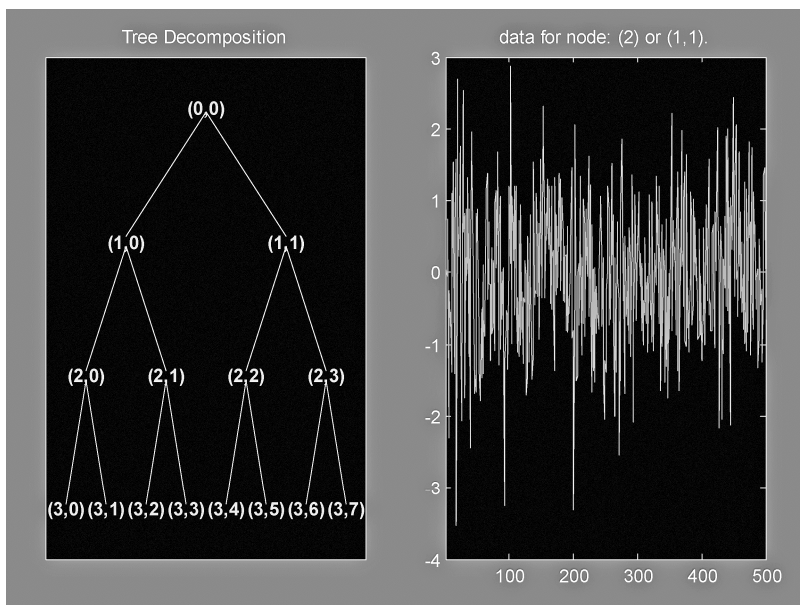 Tree Decomposition
(0,0)
(1,0) (1,1)
(2,0) (2,1) (2,2) (2,3)
(3,0) (3,1) (3,2) (3,3) (3,4) (3,5) (3,6) (3,7)
data for node: (2) or (1,1).
3
2
1
0
-1
-2
-3
-4
100 200 300 400 500